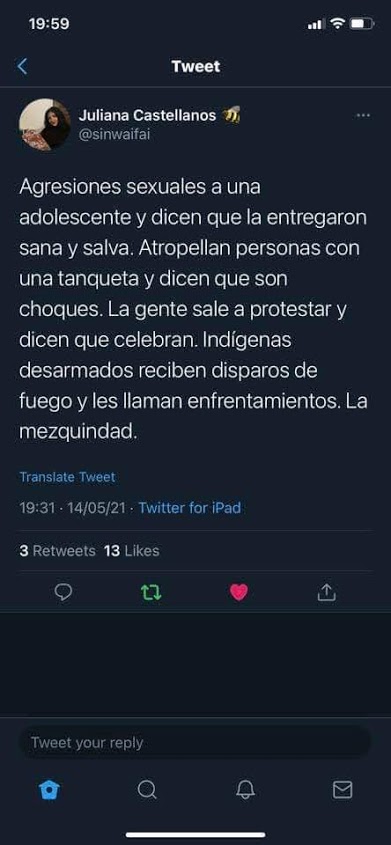 19:59
Tweet
Juliana Castellanos 🐝
@sinwaifai
Agresiones sexuales a una
adolescente y dicen que la entregaron
sana y salva. Atropellan personas con
una tanqueta y dicen que son
choques. La gente sale a protestar y
dicen que celebran. Indígenas
desarmados reciben disparos de
fuego y les llaman enfrentamientos. La
mezquindad.
Translate Tweet
19:31 · 14/05/21 · Twitter for iPad
3 Retweets 13 Likes
Tweet your reply